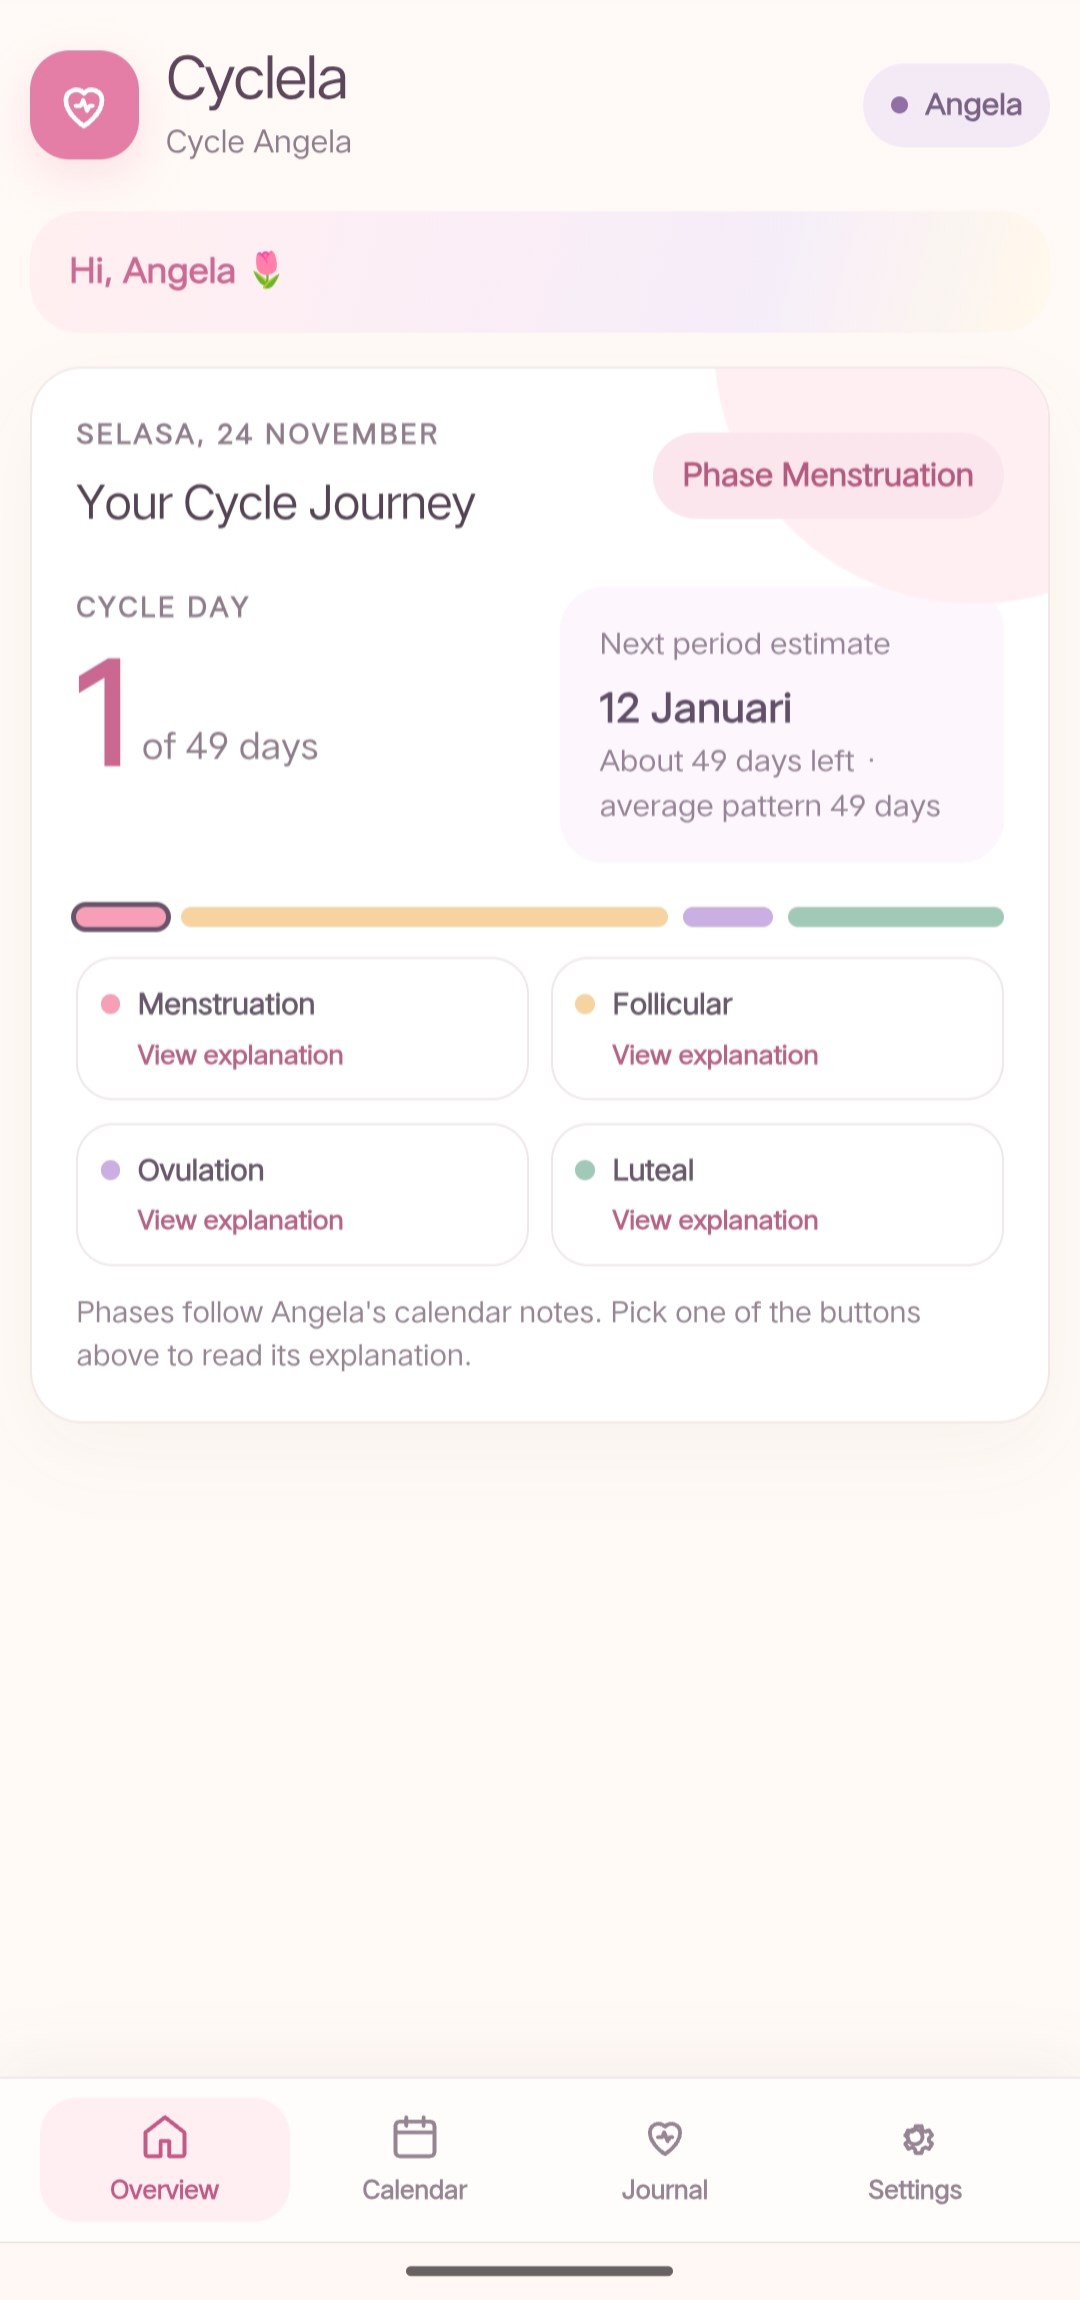 Cyclela
Cycle Angela
Angela
Hi, Angela 🌷
SELASA, 24 NOVEMBER
Your Cycle Journey
Phase Menstruation
CYCLE DAY
1 of 49 days
Next period estimate
12 Januari
About 49 days left ·
average pattern 49 days
Menstruation
View explanation
Follicular
View explanation
Ovulation
View explanation
Luteal
View explanation
Phases follow Angela's calendar notes. Pick one of the buttons
above to read its explanation.
Overview
Calendar
Journal
Settings